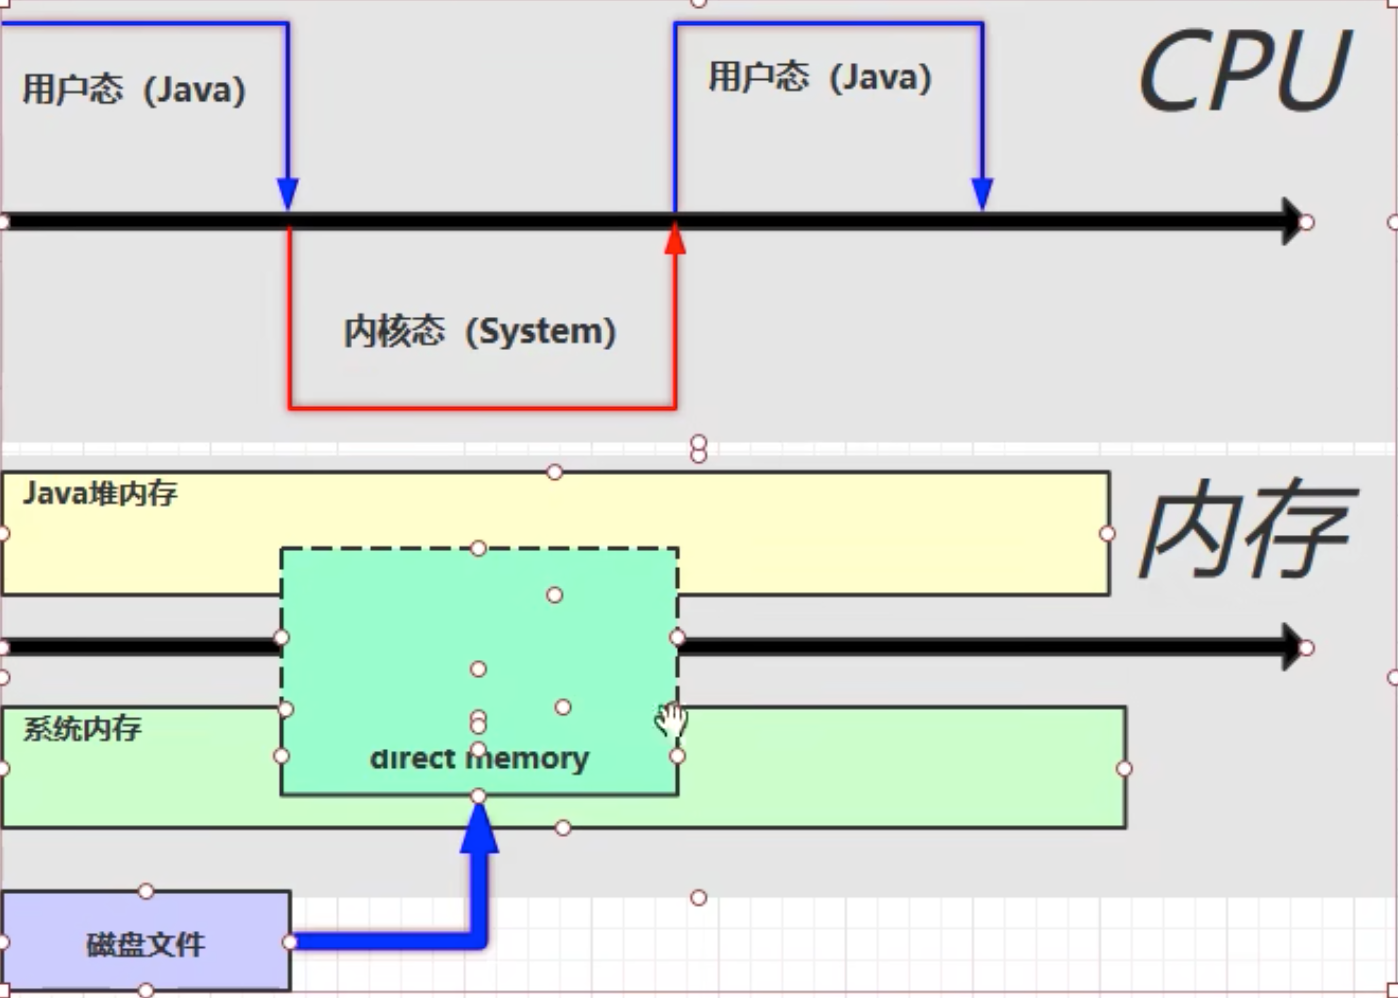 用户态（Java）
用户态（Java）
CPU
内核态（System）
Java堆内存
内存
系统内存
direct memory
磁盘文件